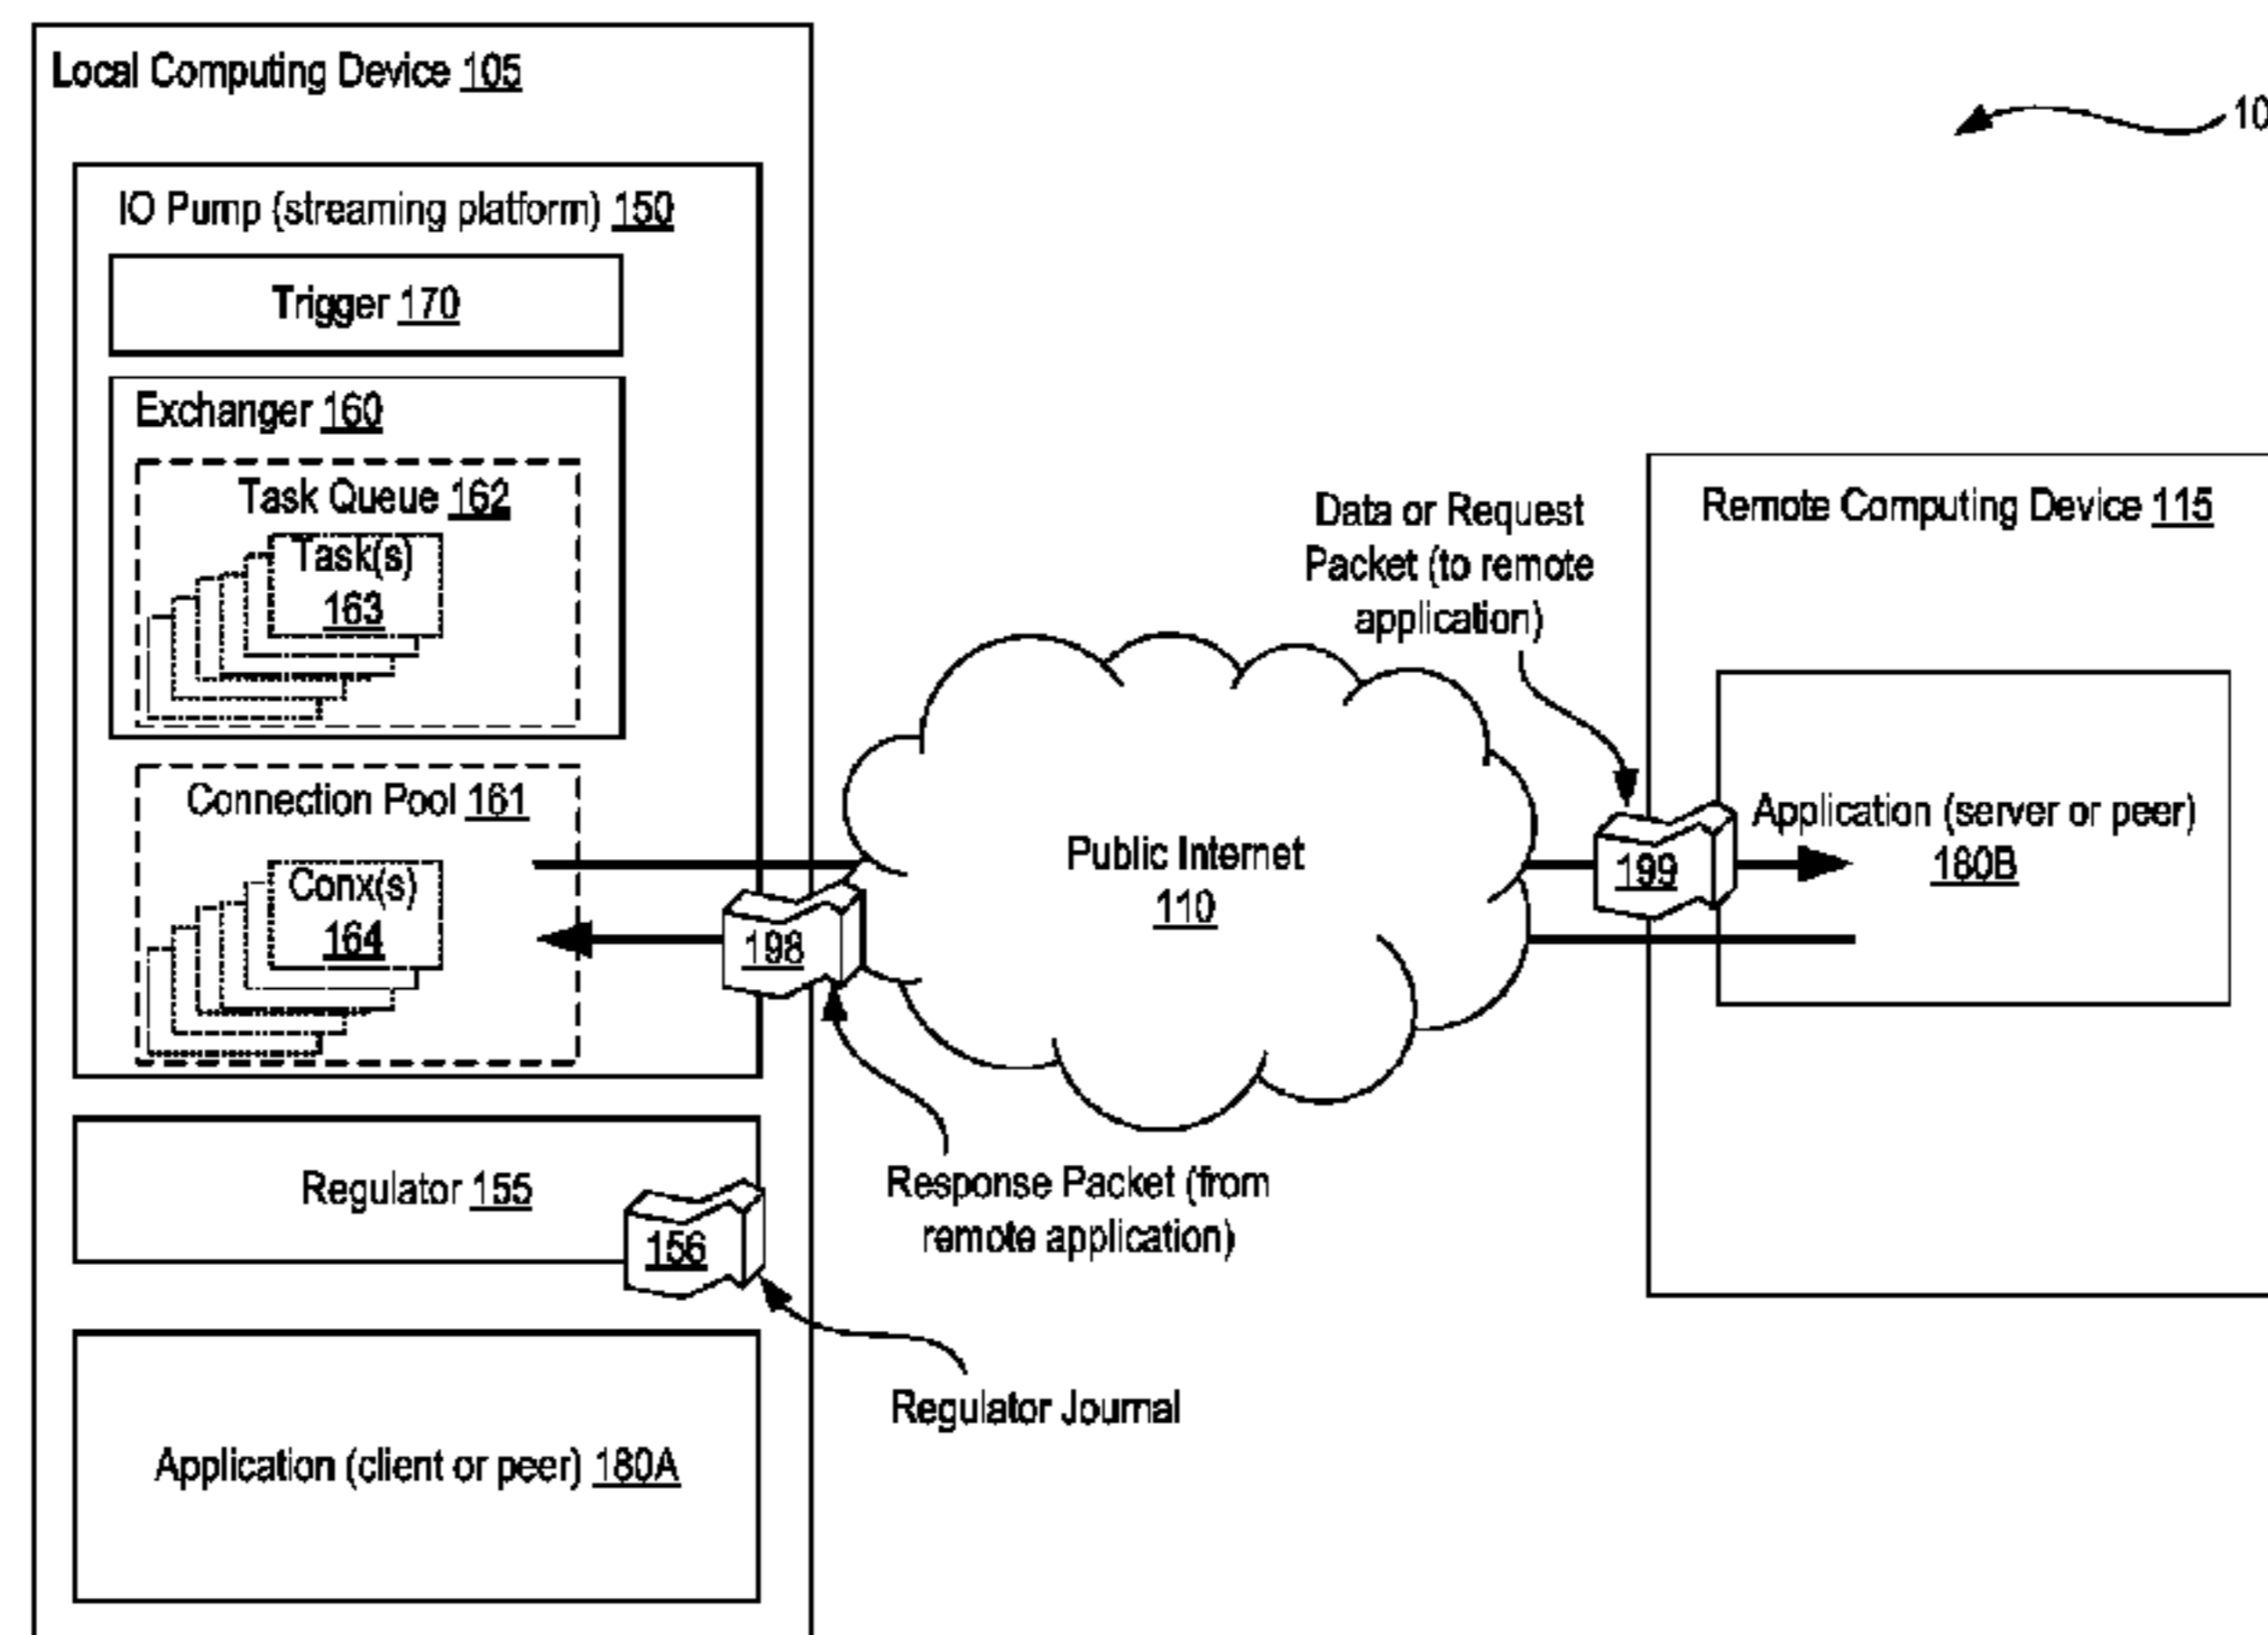 Local Computing Device 105
10
IO Pump (streaming platform) 150
Trigger 170
Exchanger 160
Task Queue 162
Task(s)
163
Connection Pool 161
Conx(s)
164
198
Public Internet
110
Data or Request
Packet (to remote
application)
Remote Computing Device 115
199
Application (server or peer)
180B
Response Packet (from
remote application)
Regulator 155
156
Regulator Journal
Application (client or peer) 180A